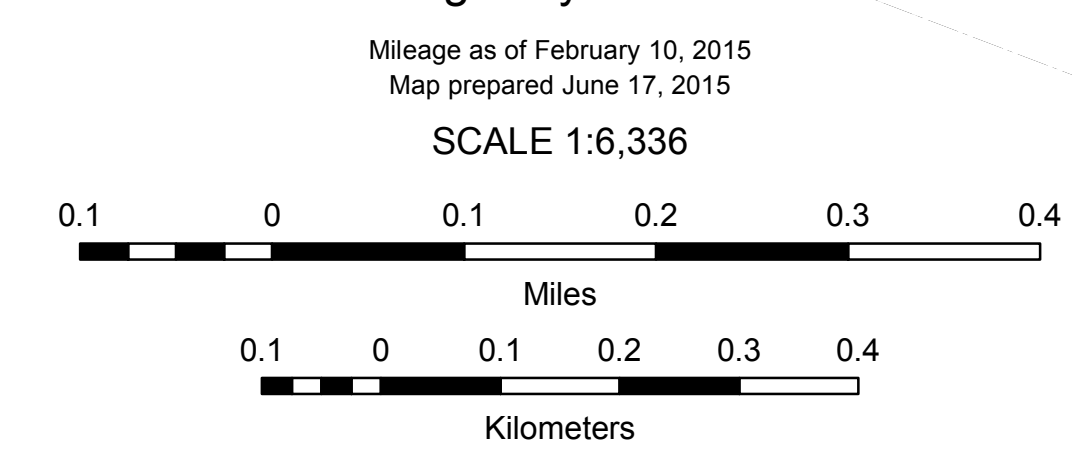 Mileage as of February 10, 2015
Map prepared June 17, 2015
SCALE 1:6,336
0.1 0 0.1 0.2 0.3 0.4
Miles
0.1 0 0.1 0.2 0.3 0.4
Kilometers